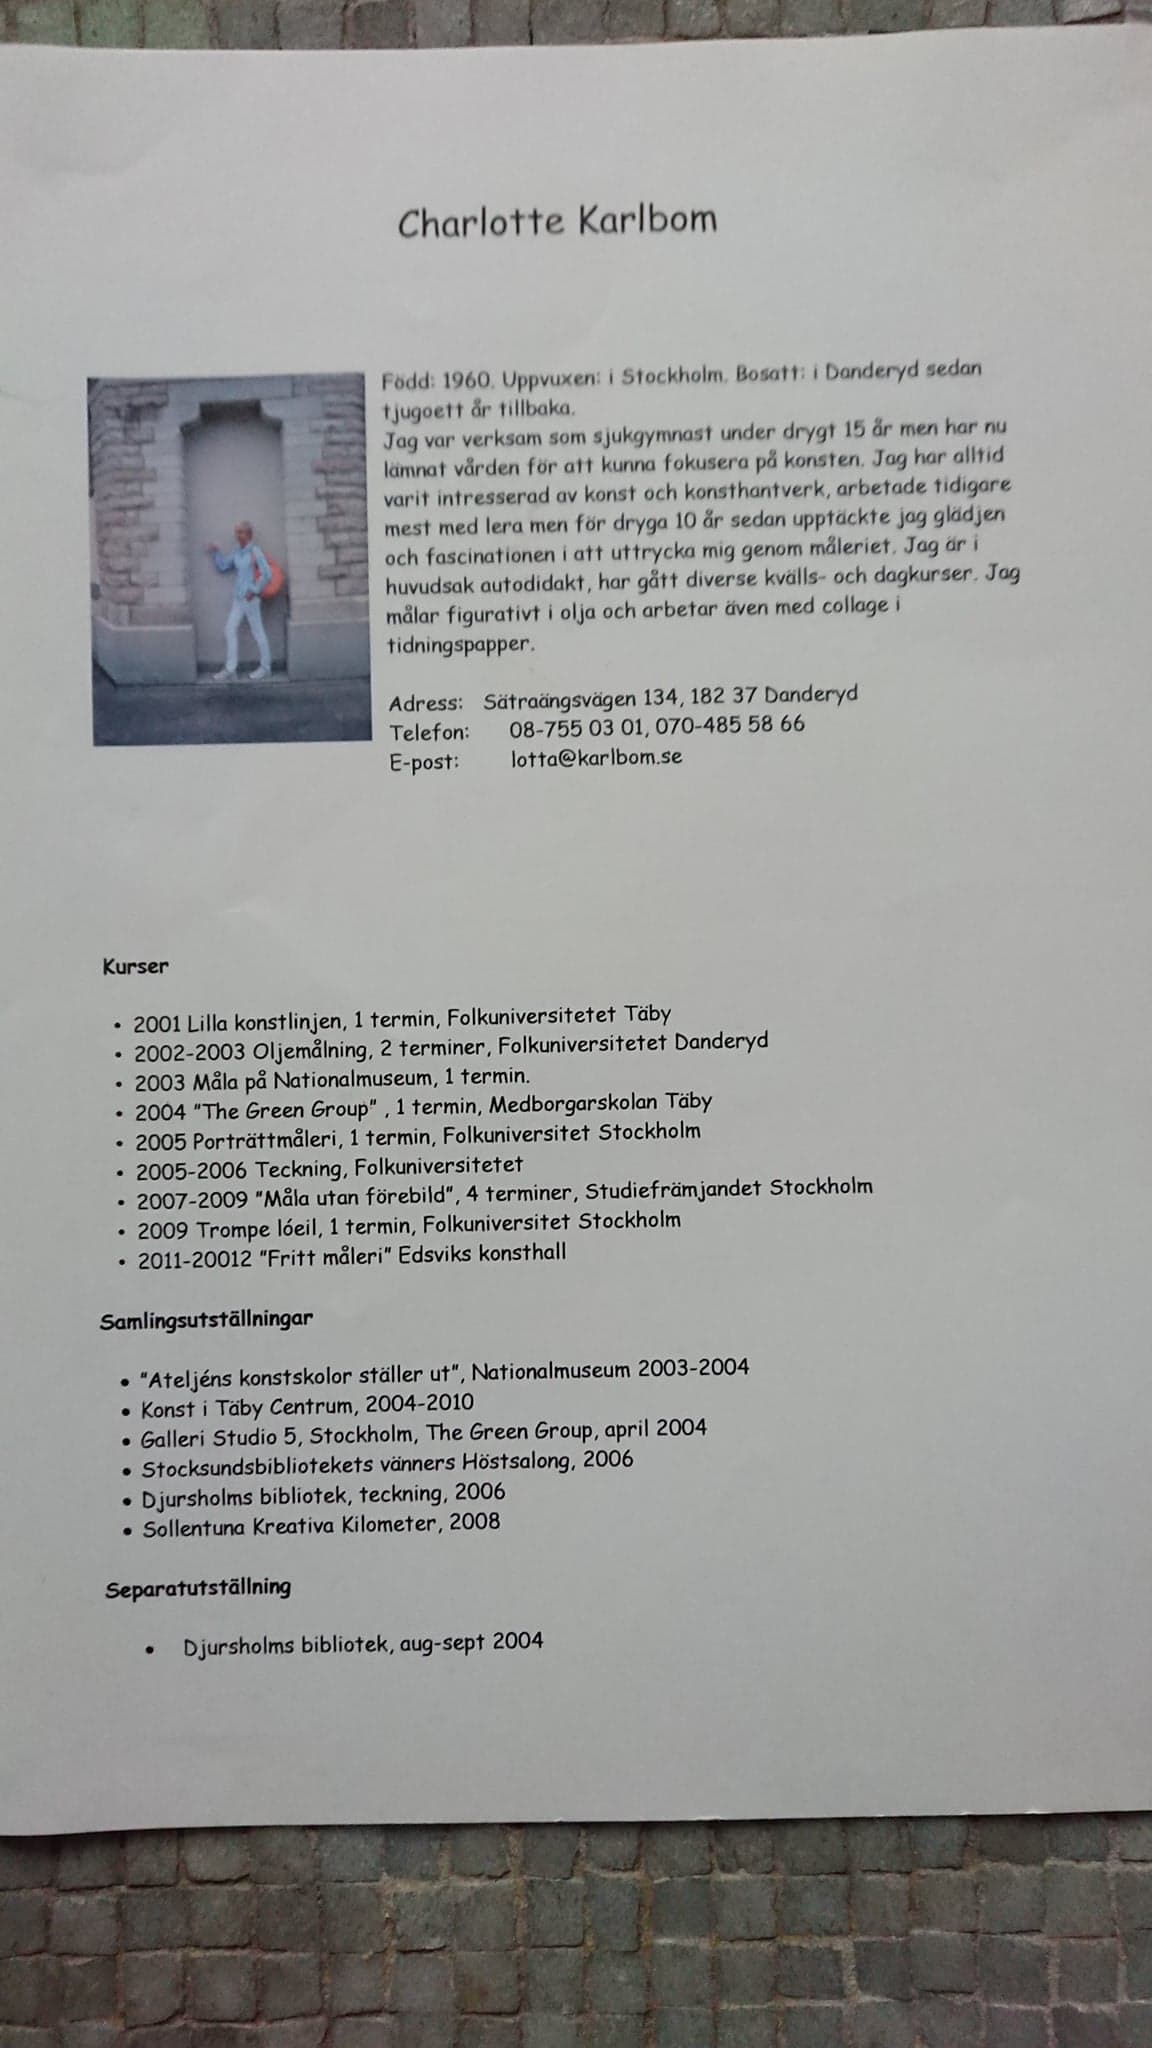 Charlotte Karlbom
Född: 1960. Uppvuxen: i Stockholm. Bosatt: i Danderyd sedan
tjugoett år tillbaka.
Jag var verksam som sjukgymnast under drygt 15 år men har nu
lämnat vården för att kunna fokusera på konsten. Jag har alltid
varit intresserad av konst och konsthantverk, arbetade tidigare
mest med lera men för dryga 10 år sedan upptäckte jag glädjen
och fascinationen i att uttrycka mig genom måleriet. Jag är i
huvudsak autodidakt, har gått diverse kvälls- och dagkurser. Jag
målar figurativt i olja och arbetar även med collage i
tidningspapper.
Adress: Sätraängsvägen 134, 182 37 Danderyd
Telefon: 08-755 03 01, 070-485 58 66
E-post: lotta@karlbom.se
Kurser
• 2001 Lilla konstlinjen, 1 termin, Folkuniversitetet Täby
• 2002-2003 Oljemålning, 2 terminer, Folkuniversitetet Danderyd
• 2003 Måla på Nationalmuseum, 1 termin.
• 2004 "The Green Group" , 1 termin, Medborgarskolan Täby
• 2005 Porträttmåleri, 1 termin, Folkuniversitet Stockholm
• 2005-2006 Teckning, Folkuniversitetet
• 2007-2009 "Måla utan förebild", 4 terminer, Studiefrämjandet Stockholm
• 2009 Trompe lóeil, 1 termin, Folkuniversitet Stockholm
• 2011-20012 "Fritt måleri" Edsviks konsthall
Samlingsutställningar
• "Ateljéns konstskolor ställer ut", Nationalmuseum 2003-2004
• Konst i Täby Centrum, 2004-2010
• Galleri Studio 5, Stockholm, The Green Group, april 2004
• Stocksundsbibliotekets vänners Höstsalong, 2006
• Djursholms bibliotek, teckning, 2006
• Sollentuna Kreativa Kilometer, 2008
Separatutställning
• Djursholms bibliotek, aug-sept 2004